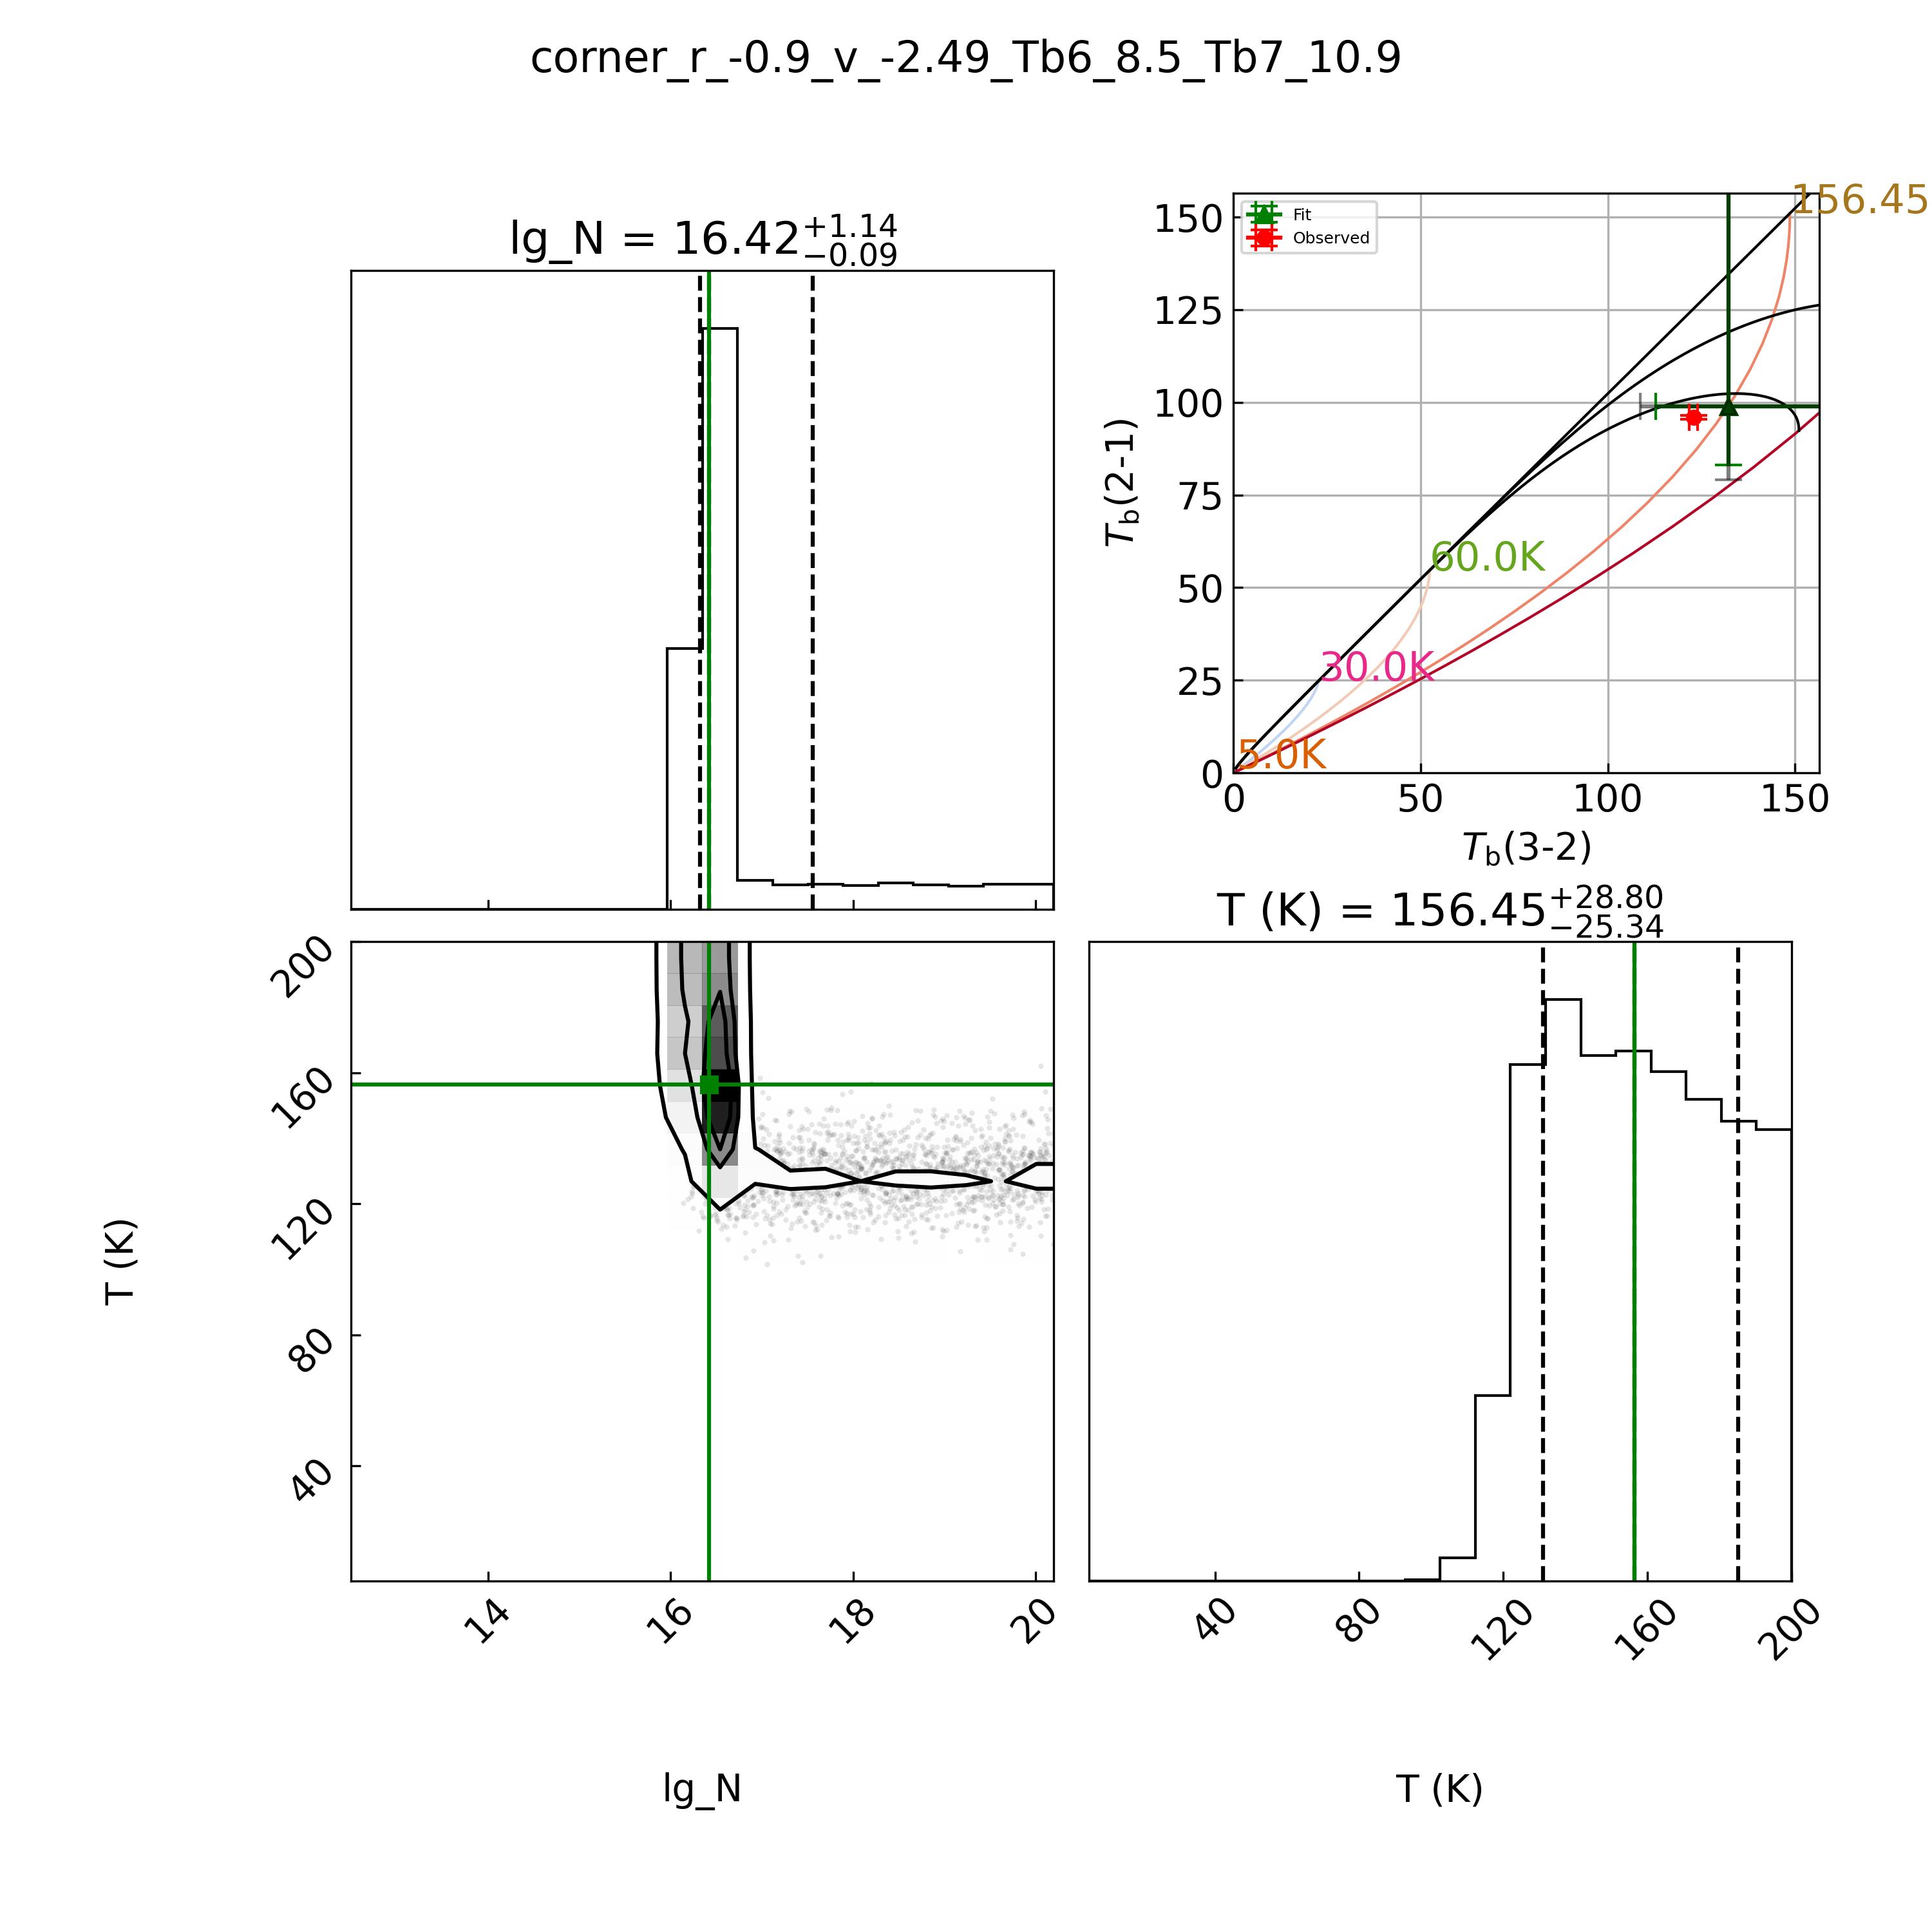 corner_r_-0.9_v_-2.49_Tb6_8.5_Tb7_10.9
lg_N = 16.42 +1.14 −0.09
156.45
150
125
100
75
50
25
0
Fit
Observed
60.0K
30.0K
5.0K
0
50
100
150
T_b(2-1)
T_b(3-2)
T (K) = 156.45 +28.80 −25.34
200
160
120
80
40
T (K)
14
16
18
20
40
80
120
160
200
lg_N
T (K)